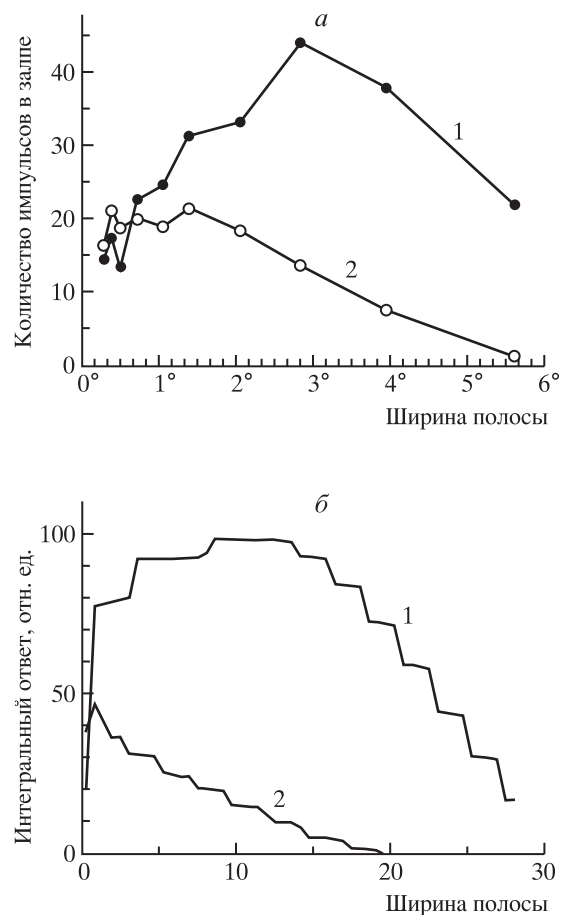 а
Количество импульсов в залпе
40
30
20
10
0
1
2
0° 1° 2° 3° 4° 5° 6°
Ширина полосы
б
Интегральный ответ, отн. ед.
100
50
0
1
2
0 10 20 30
Ширина полосы